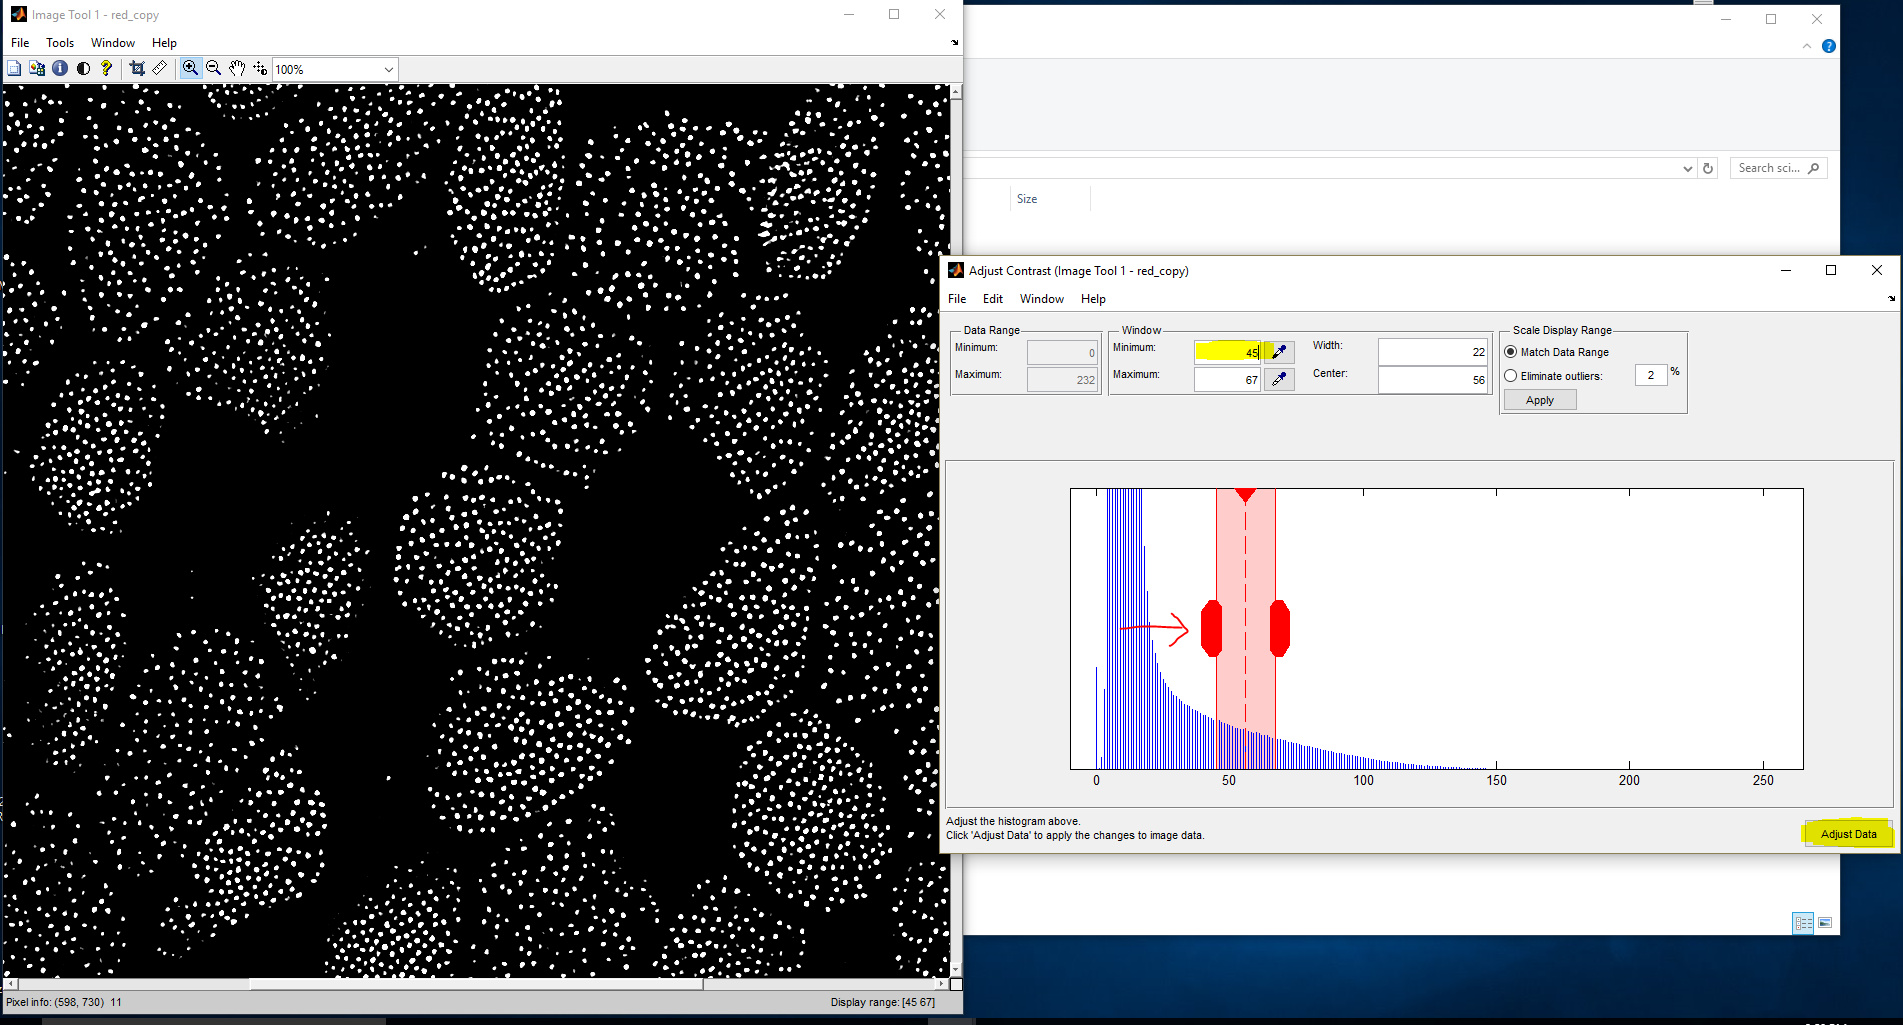 Image Tool 1 - red_copy
File Tools Window Help
100%
Pixel info: (598, 730) 11
Display range: [45 67]
Search sci...
Size
Adjust Contrast (Image Tool 1 - red_copy)
File Edit Window Help
Data Range
Minimum: 0
Maximum: 232
Window
Minimum: 45
Maximum: 67
Width: 22
Center: 56
Scale Display Range
Match Data Range
Eliminate outliers: 2 %
Apply
0 50 100 150 200 250
Adjust the histogram above.
Click 'Adjust Data' to apply the changes to image data.
Adjust Data